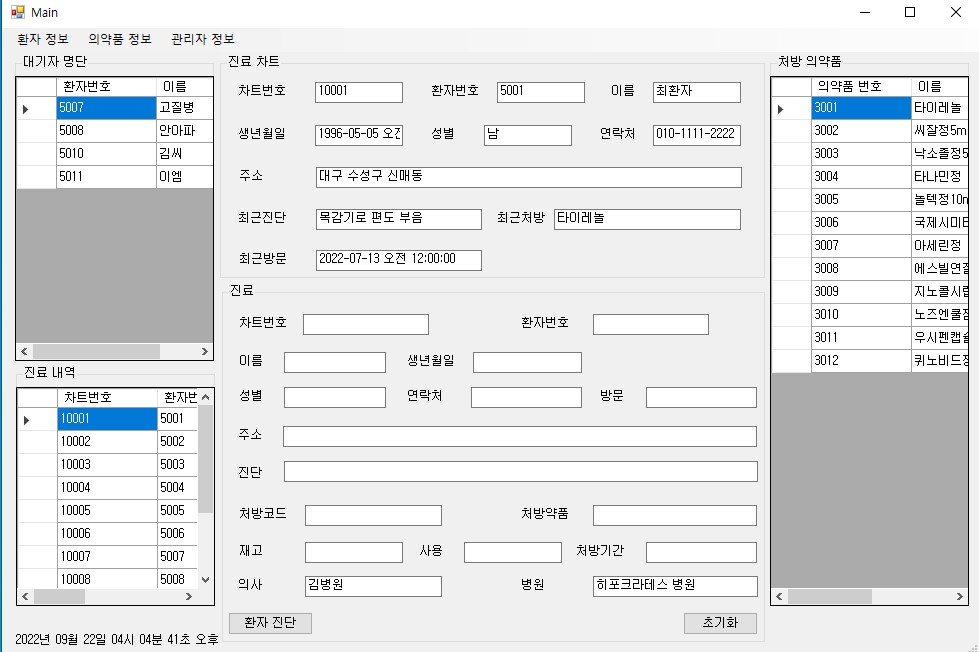 Main
환자 정보 의약품 정보 관리자 정보
대기자 명단
환자번호 이름
5007 고질병
5008 안아파
5010 김씨
5011 이엠
진료 내역
차트번호 환자번
10001 5001
10002 5002
10003 5003
10004 5004
10005 5005
10006 5006
10007 5007
10008 5008
2022년 09월 22일 04시 04분 41초 오후
진료 차트
차트번호 10001 환자번호 5001 이름 최환자
생년월일 1996-05-05 오전 성별 남 연락처 010-1111-2222
주소 대구 수성구 신매동
최근진단 목감기로 편도 부음 최근처방 타이레놀
최근방문 2022-07-13 오전 12:00:00
진료
차트번호 환자번호
이름 생년월일
성별 연락처 방문
주소
진단
처방코드 처방약품
재고 사용 처방기간
의사 김병원 병원 히포크라테스 병원
환자 진단 초기화
처방 의약품
의약품 번호 이름
3001 타이레놀
3002 씨잘정5m
3003 낙소졸정5
3004 타나민정
3005 놀텍정10m
3006 국제시미티
3007 아세린정
3008 에스빌연질
3009 지노콜시럽
3010 노즈엔쿨점
3011 우시펜캡슐
3012 퀴노비드정